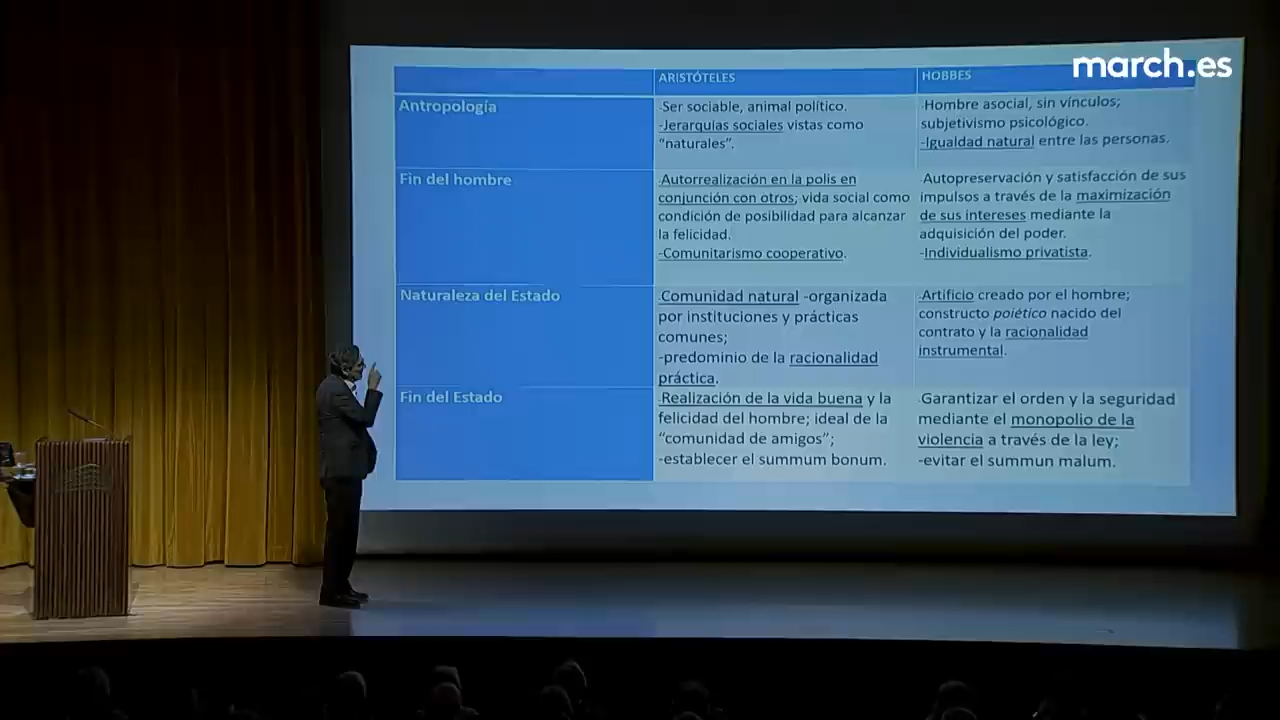 march.es
ARISTÓTELES
HOBBES
Antropología
-Ser sociable, animal político.
-Jerarquías sociales vistas como
“naturales”.
-Hombre asocial, sin vínculos;
subjetivismo psicológico.
-Igualdad natural entre las personas.
Fin del hombre
-Autorrealización en la polis en
conjunción con otros; vida social como
condición de posibilidad para alcanzar
la felicidad.
-Comunitarismo cooperativo.
-Autopreservación y satisfacción de sus
impulsos a través de la maximización
de sus intereses mediante la
adquisición del poder.
-Individualismo privatista.
Naturaleza del Estado
-Comunidad natural -organizada
por instituciones y prácticas
comunes;
-predominio de la racionalidad
práctica.
-Artificio creado por el hombre;
constructo poiético nacido del
contrato y la racionalidad
instrumental.
Fin del Estado
-Realización de la vida buena y la
felicidad del hombre; ideal de la
“comunidad de amigos”;
-establecer el summum bonum.
-Garantizar el orden y la seguridad
mediante el monopolio de la
violencia a través de la ley;
-evitar el summun malum.